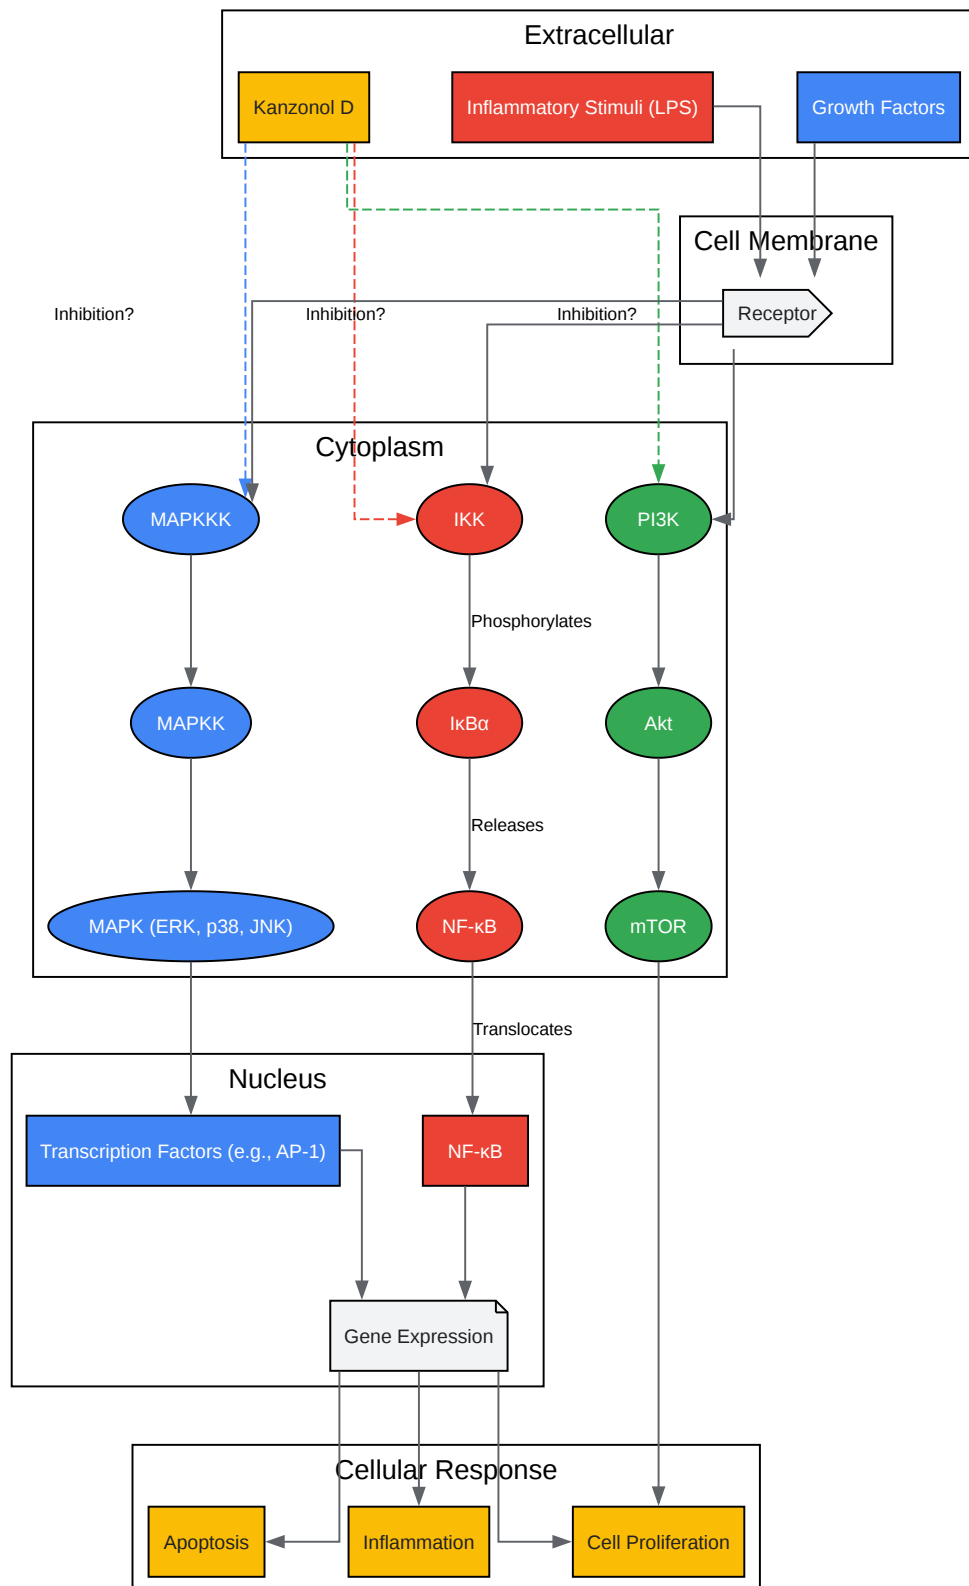 Extracellular
Kanzonol D
Inflammatory Stimuli (LPS)
Growth Factors
Cell Membrane
Inhibition?
Inhibition?
Inhibition?
Receptor
Cytoplasm
MAPKKK
IKK
PI3K
Phosphorylates
MAPKK
IκBα
Akt
Releases
MAPK (ERK, p38, JNK)
NF-κB
mTOR
Translocates
Nucleus
Transcription Factors (e.g., AP-1)
NF-κB
Gene Expression
Cellular Response
Apoptosis
Inflammation
Cell Proliferation